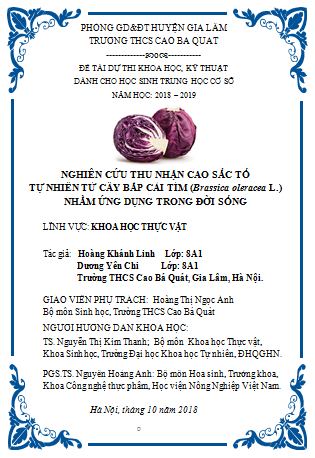 PHÒNG GD&ĐT HUYỆN GIA LÂM
TRƯỜNG THCS CAO BÁ QUÁT
ĐỀ TÀI DỰ THI KHOA HỌC, KỸ THUẬT
DÀNH CHO HỌC SINH TRUNG HỌC CƠ SỞ
NĂM HỌC: 2018 – 2019
NGHIÊN CỨU THU NHẬN CAO SẮC TỐ
TỰ NHIÊN TỪ CÂY BẮP CẢI TÍM (Brassica oleracea L.)
NHẰM ỨNG DỤNG TRONG ĐỜI SỐNG
LĨNH VỰC: KHOA HỌC THỰC VẬT
Tác giả: Hoàng Khánh Linh Lớp: 8A1
Dương Yến Chi Lớp: 8A1
Trường THCS Cao Bá Quát, Gia Lâm, Hà Nội.
GIÁO VIÊN PHỤ TRÁCH: Hoàng Thị Ngọc Anh
Bộ môn Sinh học, Trường THCS Cao Bá Quát
NGƯỜI HƯỚNG DẪN KHOA HỌC:
TS. Nguyễn Thị Kim Thanh; Bộ môn Khoa học Thực vật,
Khoa Sinh học, Trường Đại học Khoa học Tự nhiên, ĐHQGHN.
PGS.TS. Nguyễn Hoàng Anh: Bộ môn Hóa sinh, Trưởng khoa,
Khoa Công nghệ thực phẩm, Học viện Nông Nghiệp Việt Nam.
Hà Nội, tháng 10 năm 2018